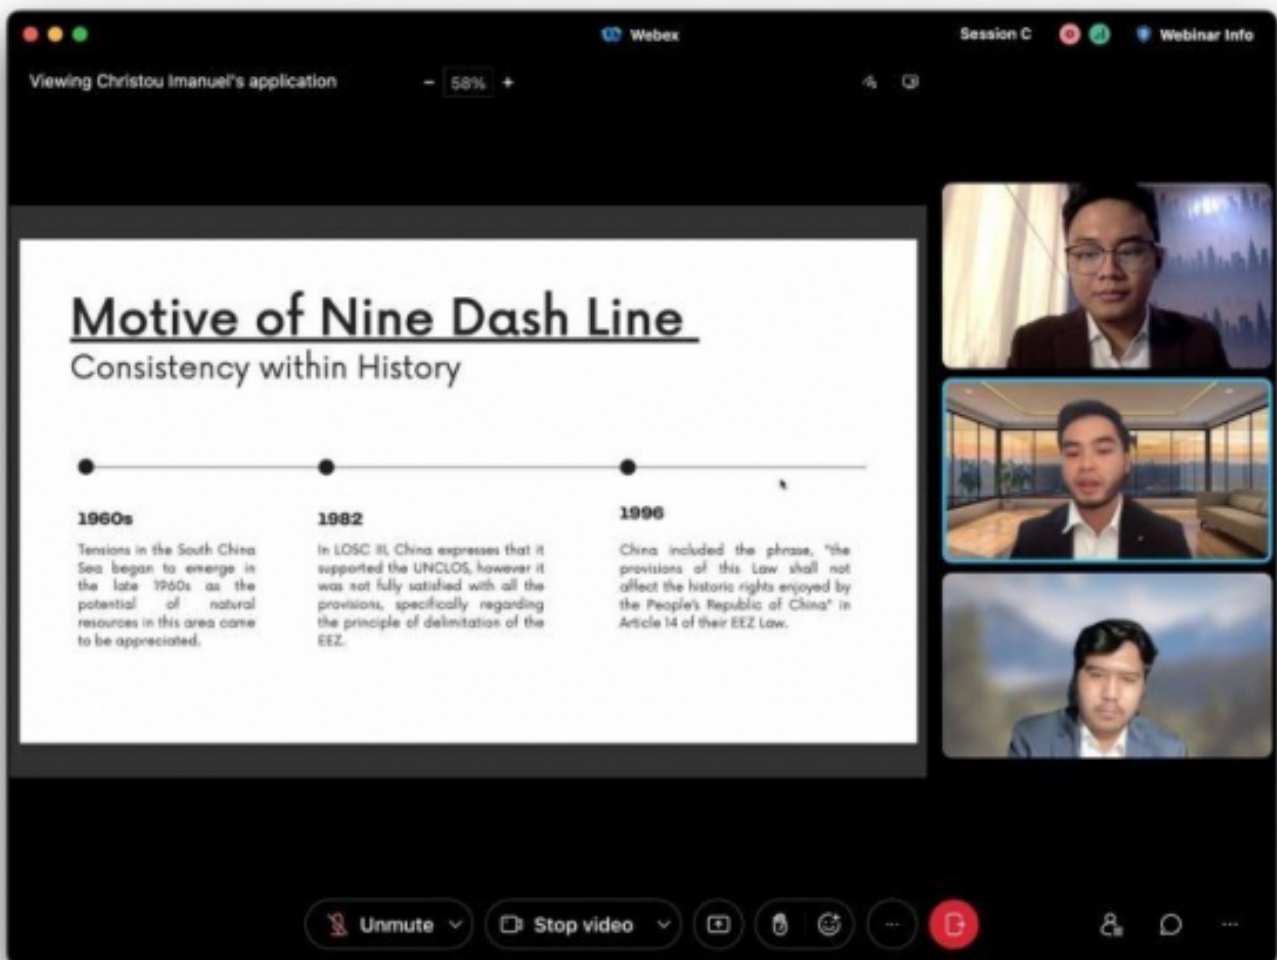 Webex
Session C
Webinar Info
Viewing Christou Imanuel's application
58%
Motive of Nine Dash Line
Consistency within History
1960s
Tensions in the South China
Sea began to emerge in
the late 1960s as the
potential of natural
resources in this area came
to be appreciated.
1982
In LOSC III, China expresses that it
supported the UNCLOS, however it
was not fully satisfied with all the
provisions, specifically regarding
the principle of delimitation of the
EEZ.
1996
China included the phrase, "the
provisions of this Law shall not
affect the historic rights enjoyed by
the People's Republic of China" in
Article 14 of their EEZ Law.
Unmute
Stop video